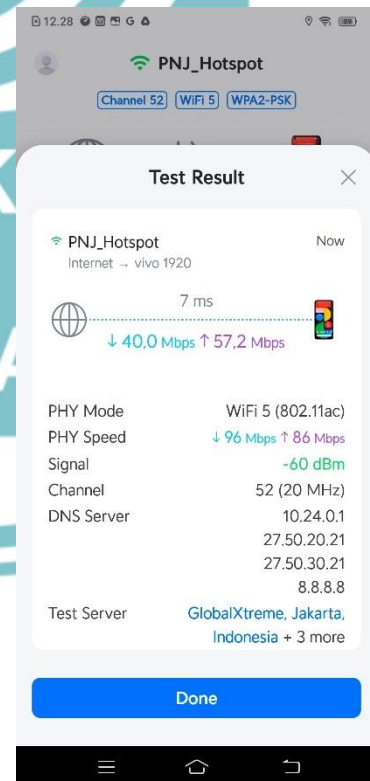 12.28
PNJ_Hotspot
Channel 52 WiFi 5 WPA2-PSK
Test Result
PNJ_Hotspot Now
Internet → vivo 1920
7 ms
↓ 40,0 Mbps ↑ 57,2 Mbps
PHY Mode WiFi 5 (802.11ac)
PHY Speed ↓ 96 Mbps ↑ 86 Mbps
Signal -60 dBm
Channel 52 (20 MHz)
DNS Server 10.24.0.1
27.50.20.21
27.50.30.21
8.8.8.8
Test Server GlobalXtreme, Jakarta,
Indonesia + 3 more
Done